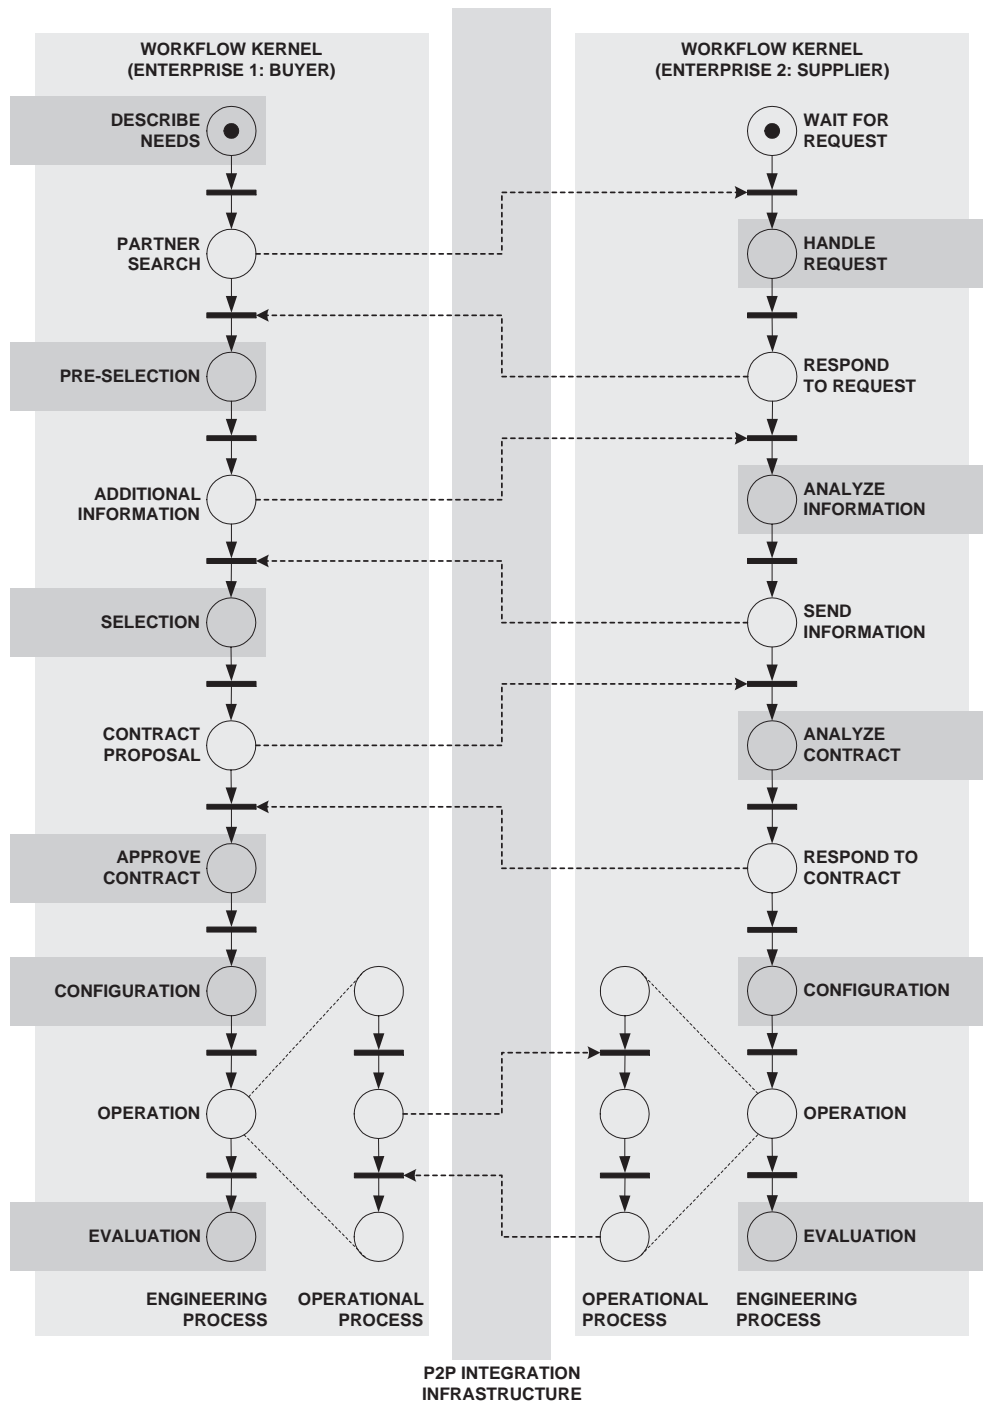 WORKFLOW KERNEL
(ENTERPRISE 1: BUYER)
DESCRIBE
NEEDS
PARTNER
SEARCH
PRE-SELECTION
ADDITIONAL
INFORMATION
SELECTION
CONTRACT
PROPOSAL
APPROVE
CONTRACT
CONFIGURATION
OPERATION
EVALUATION
ENGINEERING
PROCESS
OPERATIONAL
PROCESS
WORKFLOW KERNEL
(ENTERPRISE 2: SUPPLIER)
WAIT FOR
REQUEST
HANDLE
REQUEST
RESPOND
TO REQUEST
ANALYZE
INFORMATION
SEND
INFORMATION
ANALYZE
CONTRACT
RESPOND TO
CONTRACT
CONFIGURATION
OPERATION
EVALUATION
OPERATIONAL
PROCESS
ENGINEERING
PROCESS
P2P INTEGRATION
INFRASTRUCTURE